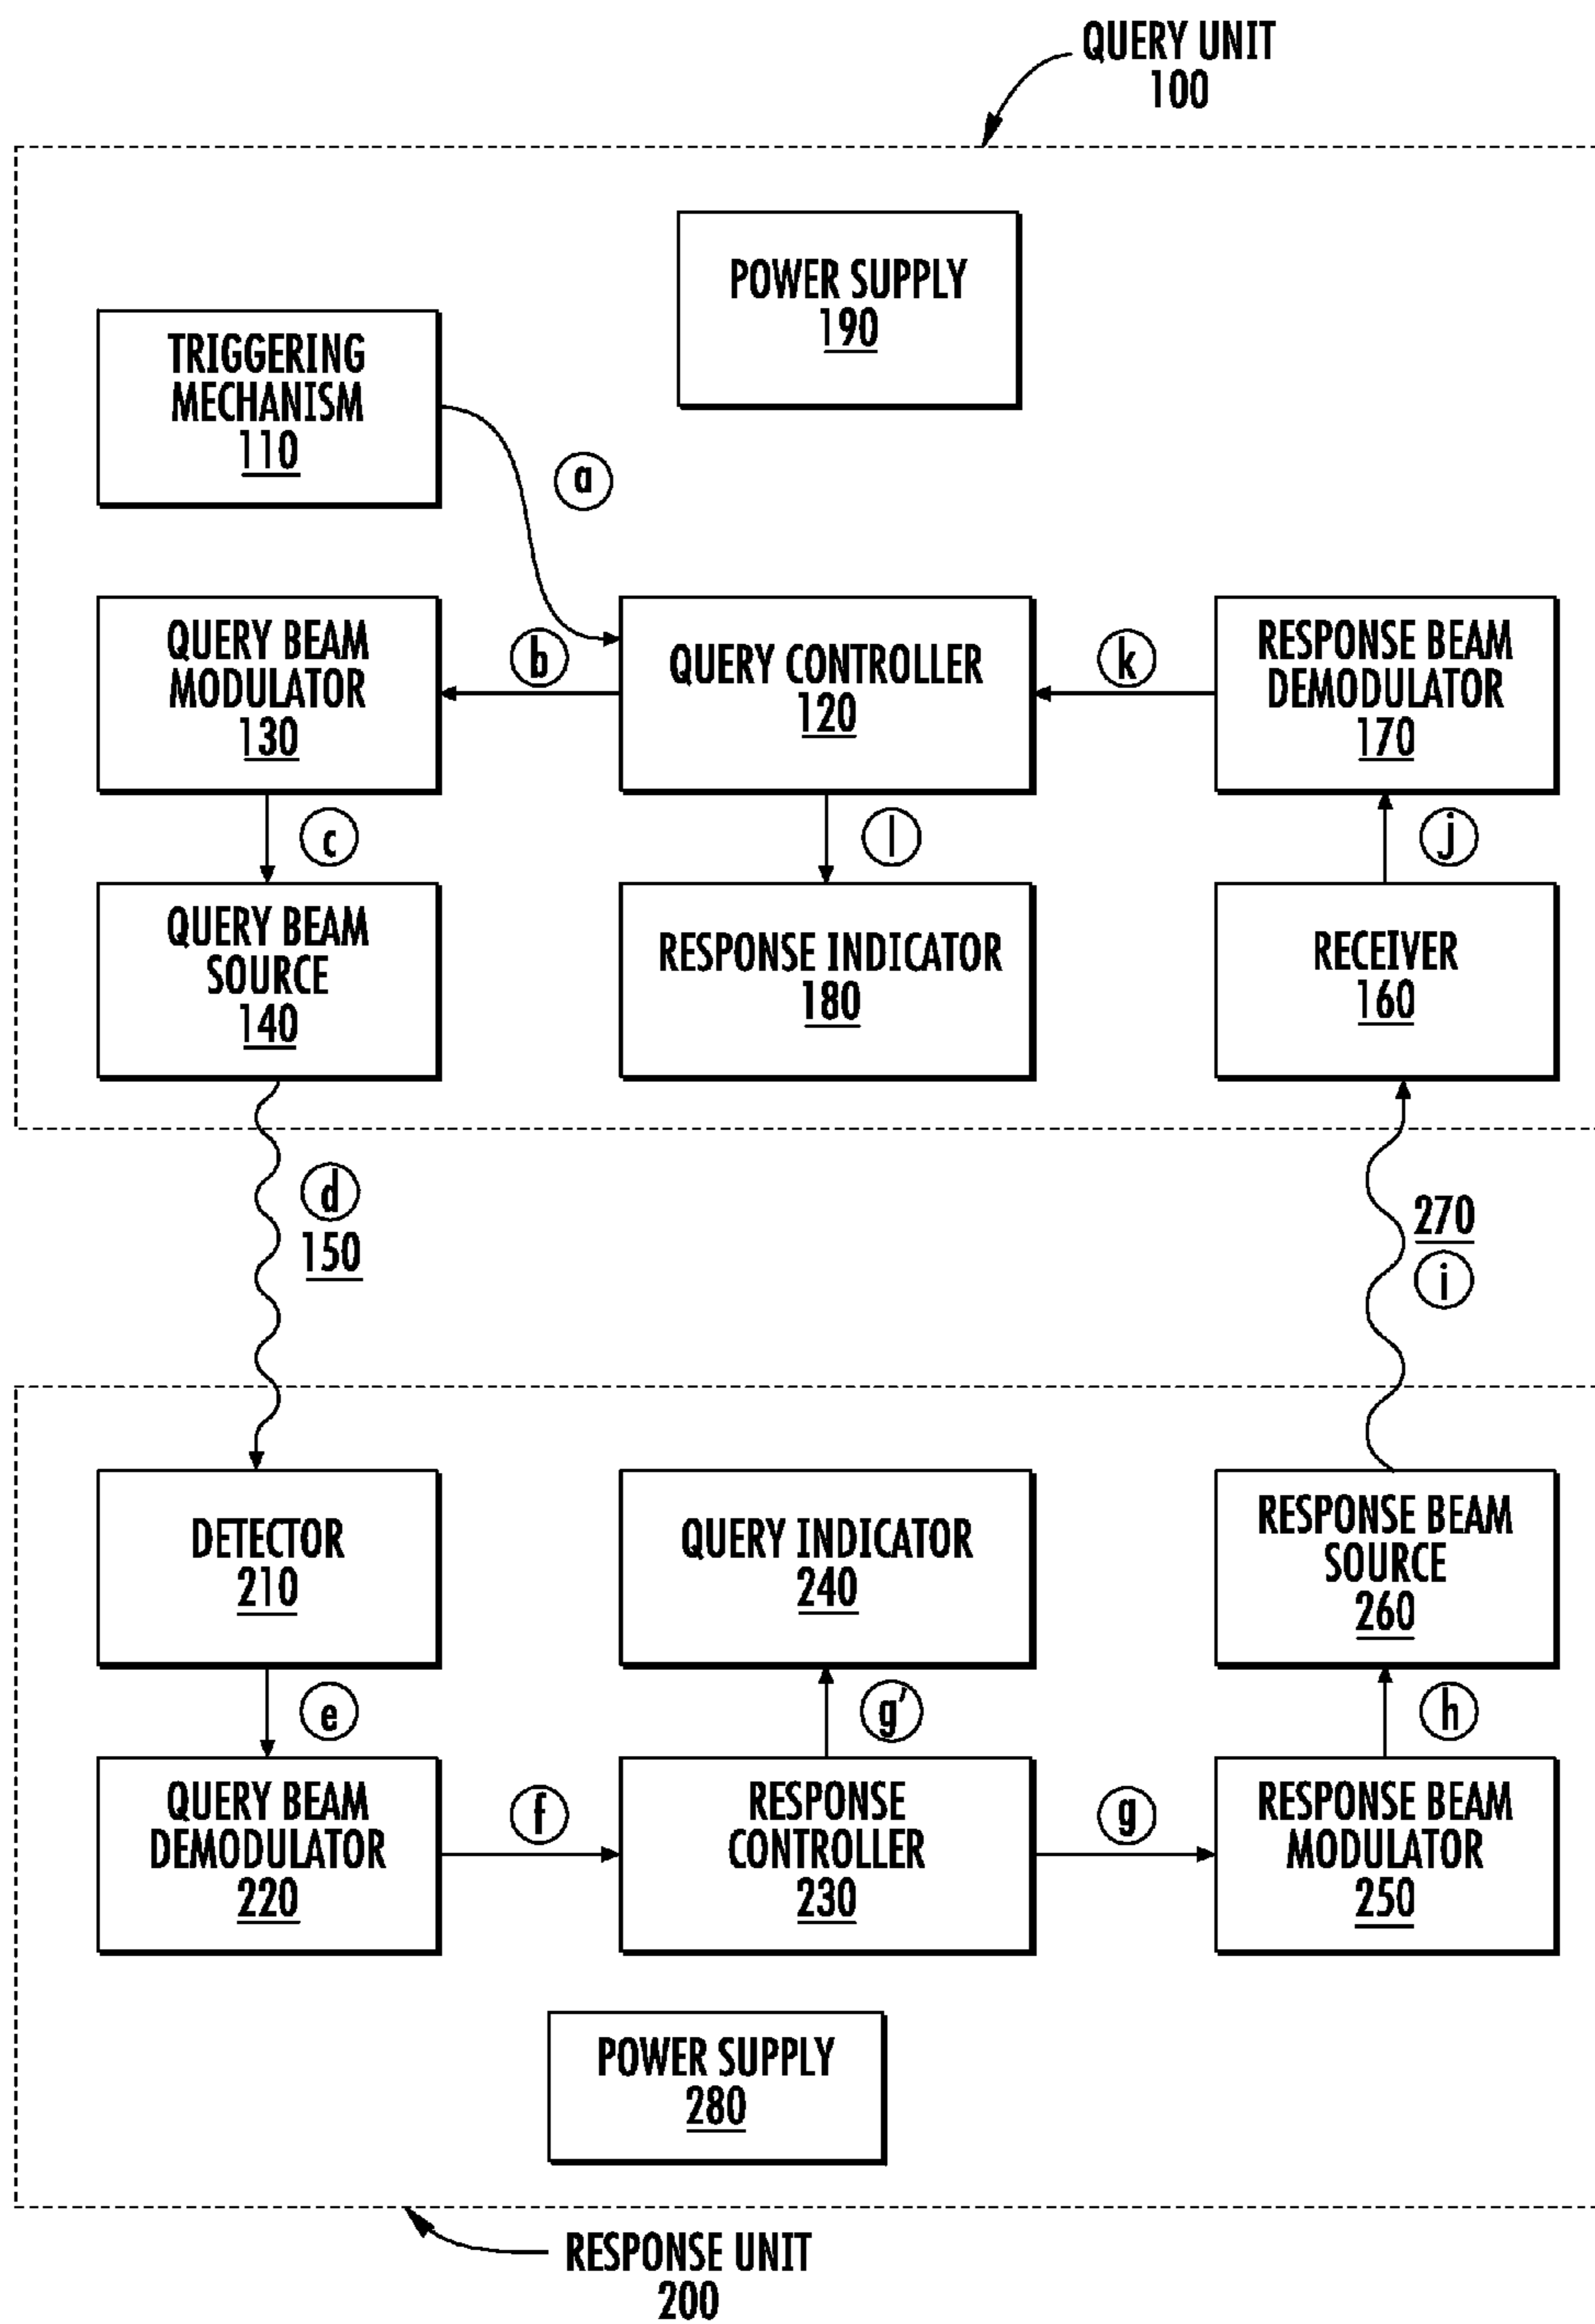 QUERY UNIT
100
POWER SUPPLY
190
TRIGGERING
MECHANISM
110
a
QUERY BEAM
MODULATOR
130
b
QUERY CONTROLLER
120
k
RESPONSE BEAM
DEMODULATOR
170
c
l
j
QUERY BEAM
SOURCE
140
RESPONSE INDICATOR
180
RECEIVER
160
d
150
270
i
DETECTOR
210
QUERY INDICATOR
240
RESPONSE BEAM
SOURCE
260
e
g'
h
QUERY BEAM
DEMODULATOR
220
f
RESPONSE
CONTROLLER
230
g
RESPONSE BEAM
MODULATOR
250
POWER SUPPLY
280
RESPONSE UNIT
200